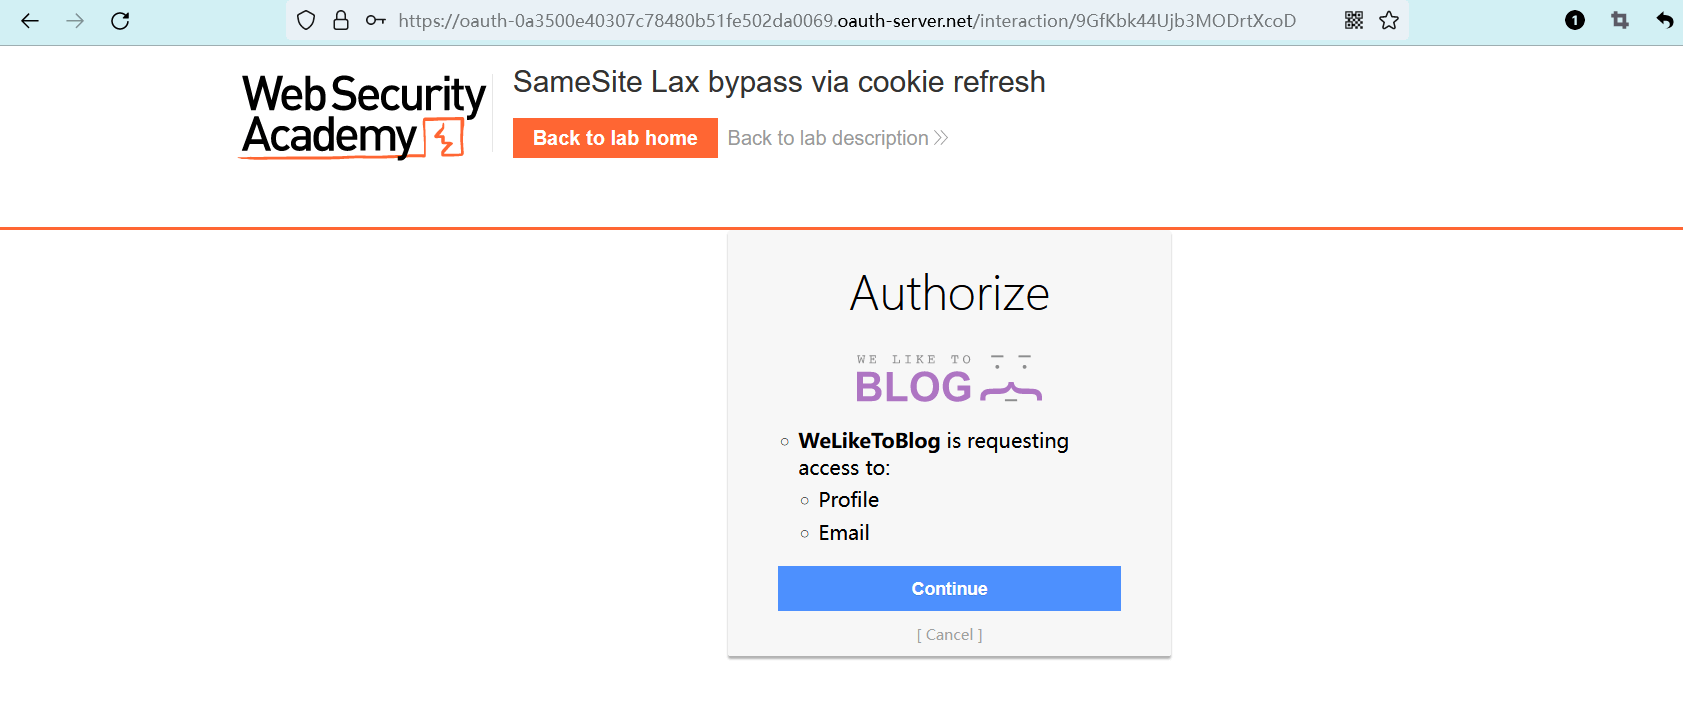 https://oauth-0a3500e40307c78480b51fe502da0069.oauth-server.net/interaction/9GfKbk44Ujb3MODrtXcoD
1
Web Security
Academy
SameSite Lax bypass via cookie refresh
Back to lab home
Back to lab description
Authorize
WE LIKE TO
BLOG
WeLikeToBlog is requesting
access to:
Profile
Email
Continue
[ Cancel ]